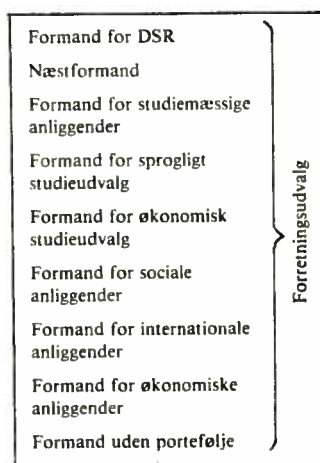 Formand for DSR
Næstformand
Formand for studiemæssige
anliggender
Formand for sprogligt
studieudvalg
Formand for økonomisk
studieudvalg
Formand for sociale
anliggender
Formand for internationale
anliggender
Formand for økonomiske
anliggender
Formand uden portefølje
Forretningsudvalg